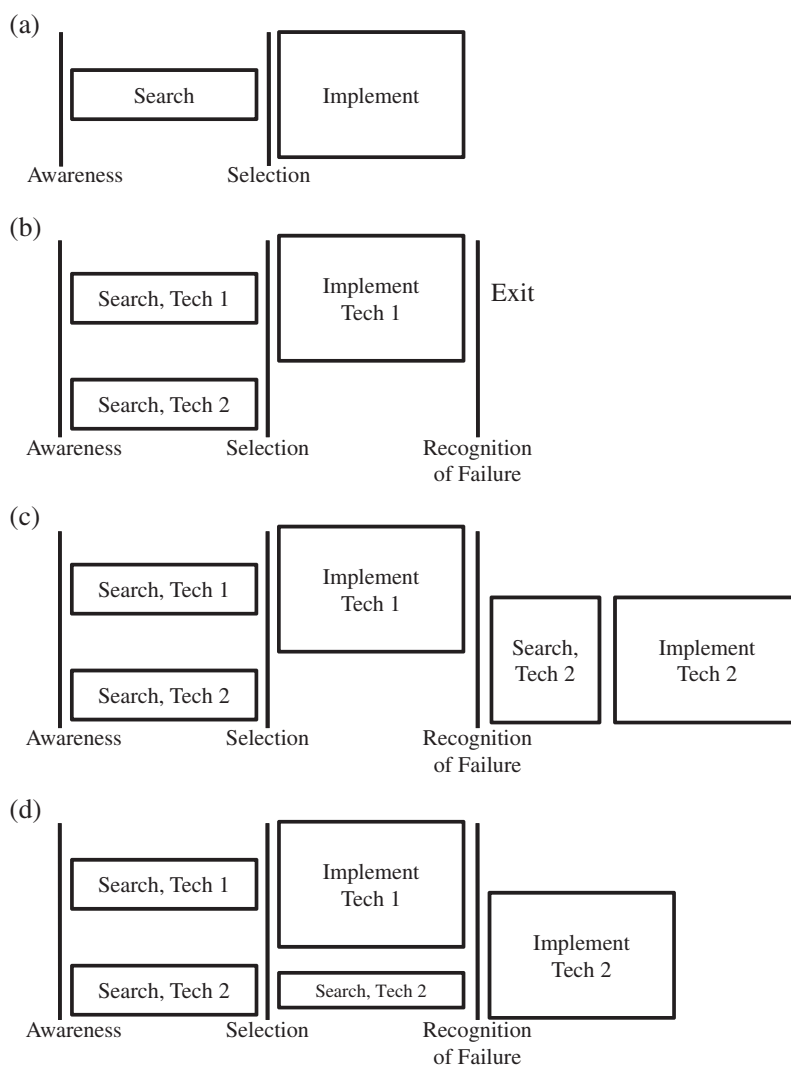 (a)
Search
Implement
Awareness
Selection
(b)
Search, Tech 1
Implement
Tech 1
Exit
Search, Tech 2
Awareness
Selection
Recognition
of Failure
(c)
Search, Tech 1
Implement
Tech 1
Search,
Tech 2
Implement
Tech 2
Search, Tech 2
Awareness
Selection
Recognition
of Failure
(d)
Search, Tech 1
Implement
Tech 1
Implement
Tech 2
Search, Tech 2
Search, Tech 2
Awareness
Selection
Recognition
of Failure